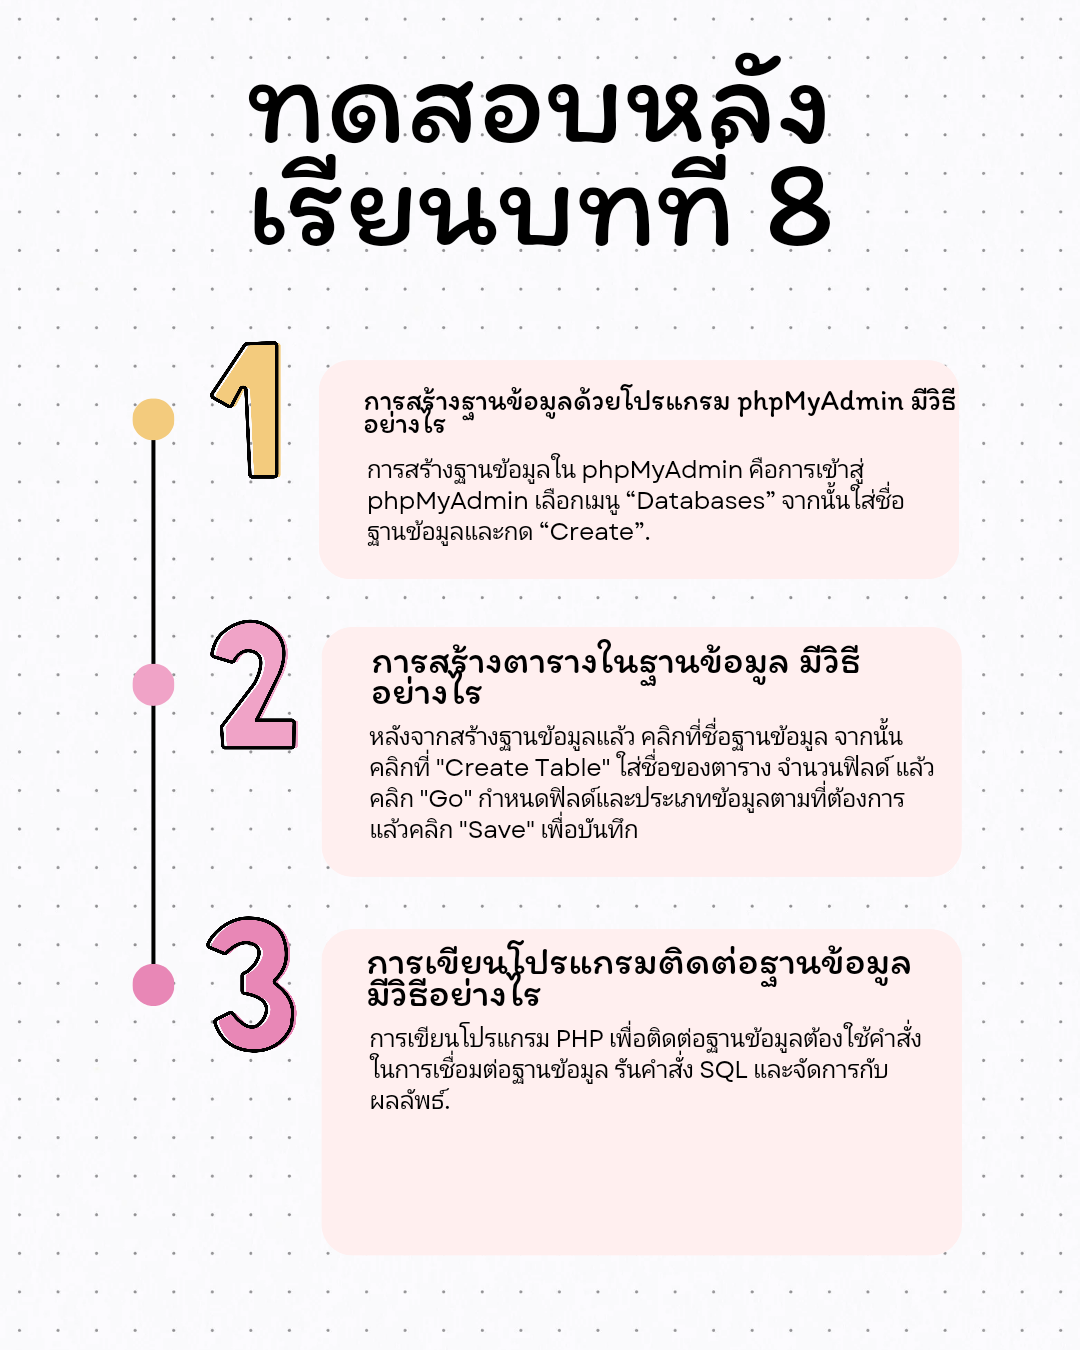 ทดสอบหลัง
เรียนบทที่ 8
1
การสร้างฐานข้อมูลด้วยโปรแกรม phpMyAdmin มีวิธี
อย่างไร
การสร้างฐานข้อมูลใน phpMyAdmin คือการเข้าสู่
phpMyAdmin เลือกเมนู “Databases” จากนั้นใส่ชื่อ
ฐานข้อมูลและกด “Create”.
2
การสร้างตารางในฐานข้อมูล มีวิธี
อย่างไร
หลังจากสร้างฐานข้อมูลแล้ว คลิกที่ชื่อฐานข้อมูล จากนั้น
คลิกที่ "Create Table" ใส่ชื่อของตาราง จำนวนฟิลด์ แล้ว
คลิก "Go" กำหนดฟิลด์และประเภทข้อมูลตามที่ต้องการ
แล้วคลิก "Save" เพื่อบันทึก
3
การเขียนโปรแกรมติดต่อฐานข้อมูล
มีวิธีอย่างไร
การเขียนโปรแกรม PHP เพื่อติดต่อฐานข้อมูลต้องใช้คำสั่ง
ในการเชื่อมต่อฐานข้อมูล รันคำสั่ง SQL และจัดการกับ
ผลลัพธ์.